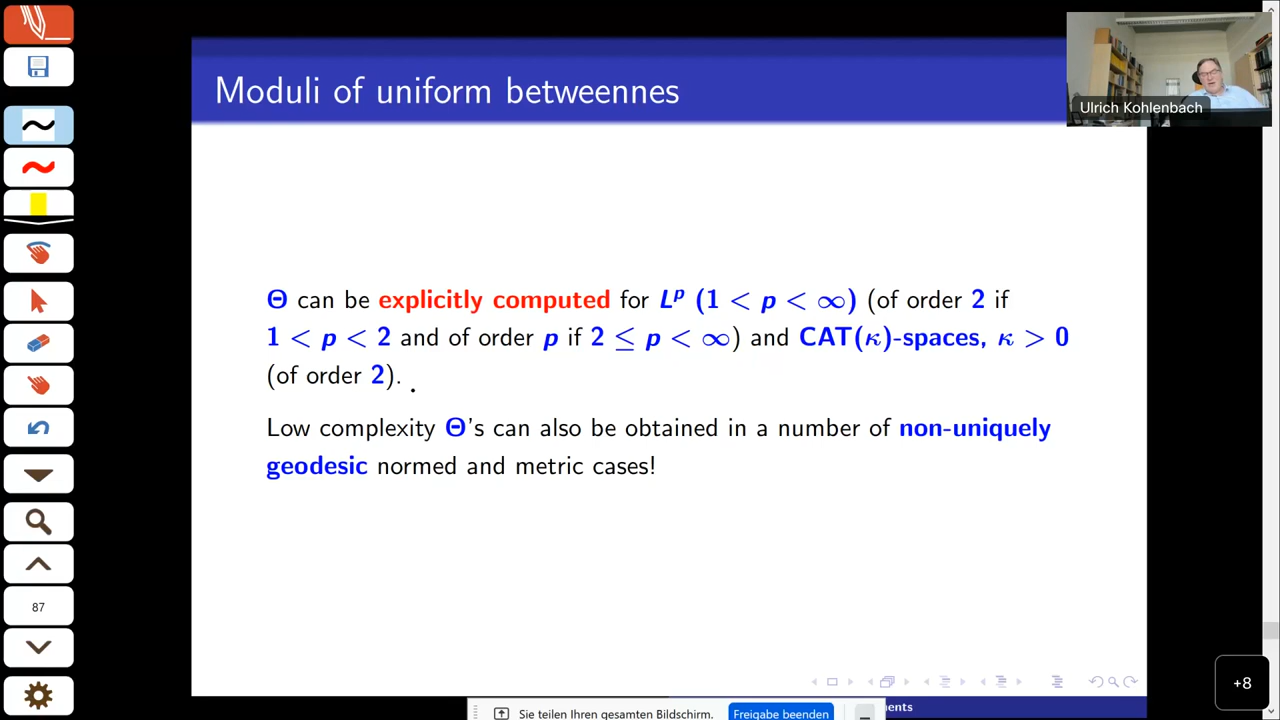 Moduli of uniform betweennes
Ulrich Kohlenbach
Θ can be explicitly computed for L^p (1 < p < ∞) (of order 2 if
1 < p < 2 and of order p if 2 ≤ p < ∞) and CAT(κ)-spaces, κ > 0
(of order 2).
Low complexity Θ's can also be obtained in a number of non-uniquely
geodesic normed and metric cases!
87
+8
Sie teilen Ihren gesamten Bildschirm.
Freigabe beenden
ments